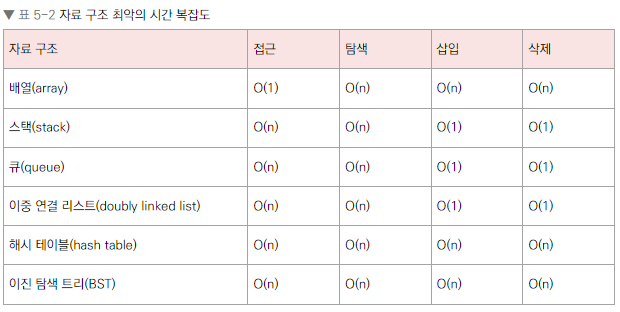 ▼ 표 5-2 자료 구조 최악의 시간 복잡도
자료 구조 접근 탐색 삽입 삭제
배열(array) O(1) O(n) O(n) O(n)
스택(stack) O(n) O(n) O(1) O(1)
큐(queue) O(n) O(n) O(1) O(1)
이중 연결 리스트(doubly linked list) O(n) O(n) O(1) O(1)
해시 테이블(hash table) O(n) O(n) O(n) O(n)
이진 탐색 트리(BST) O(n) O(n) O(n) O(n)